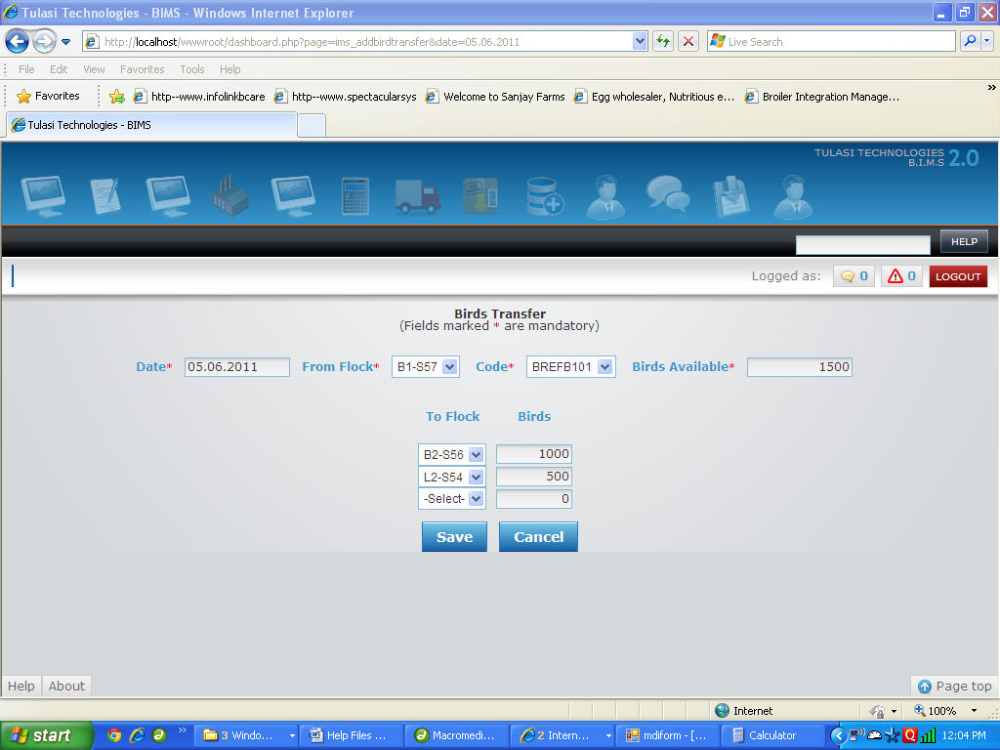 Tulasi Technologies - BIMS - Windows Internet Explorer
http://localhost/wwwroot/dashboard.php?page=ims_addbirdtransfer&date=05.06.2011
Live Search
File Edit View Favorites Tools Help
Favorites http--www.infolinkbcare http--www.spectacularsys Welcome to Sanjay Farms Egg wholesaler, Nutritious e... Broiler Integration Manage... »
Tulasi Technologies - BIMS
TULASI TECHNOLOGIES
B.I.M.S 2.0
HELP
Logged as: 0 0 LOGOUT
Birds Transfer
(Fields marked * are mandatory)
Date* 05.06.2011 From Flock* B1-S57 Code* BREFB101 Birds Available* 1500
To Flock Birds
B2-S56 1000
L2-S54 500
-Select- 0
Save Cancel
Help About Page top
Internet 100%
start » 3 Windo... Help Files ... Macromedi... 2 Intern... mdiform - [... Calculator 12:04 PM